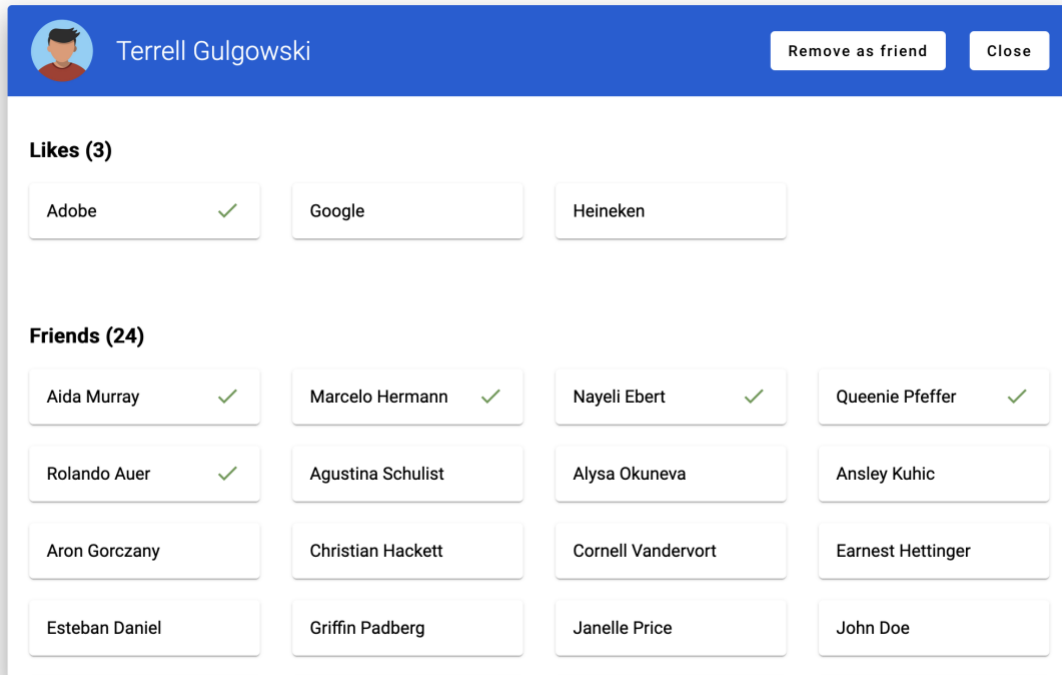 Terrell Gulgowski Remove as friend Close
Likes (3)
Adobe Google Heineken
Friends (24)
Aida Murray Marcelo Hermann Nayeli Ebert Queenie Pfeffer
Rolando Auer Agustina Schulist Alysa Okuneva Ansley Kuhic
Aron Gorczany Christian Hackett Cornell Vandervort Earnest Hettinger
Esteban Daniel Griffin Padberg Janelle Price John Doe